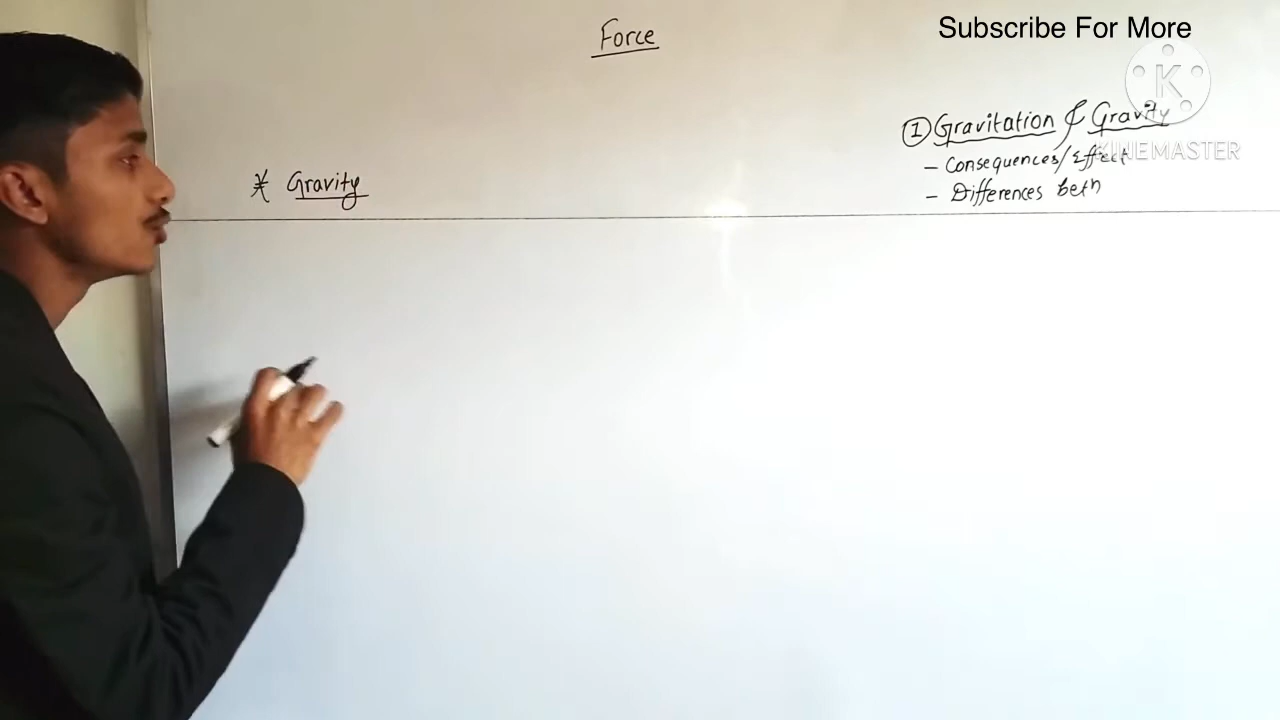 Subscribe For More
Force
K
① Gravitation & Gravity
- Consequences/Effect
KINEMASTER
* Gravity
- Differences betn